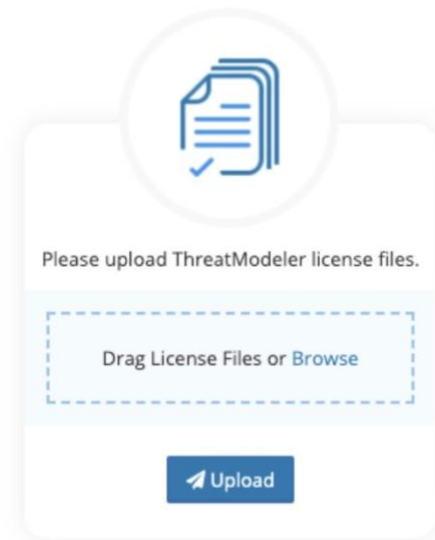 Please upload ThreatModeler license files.
Drag License Files or Browse
Upload